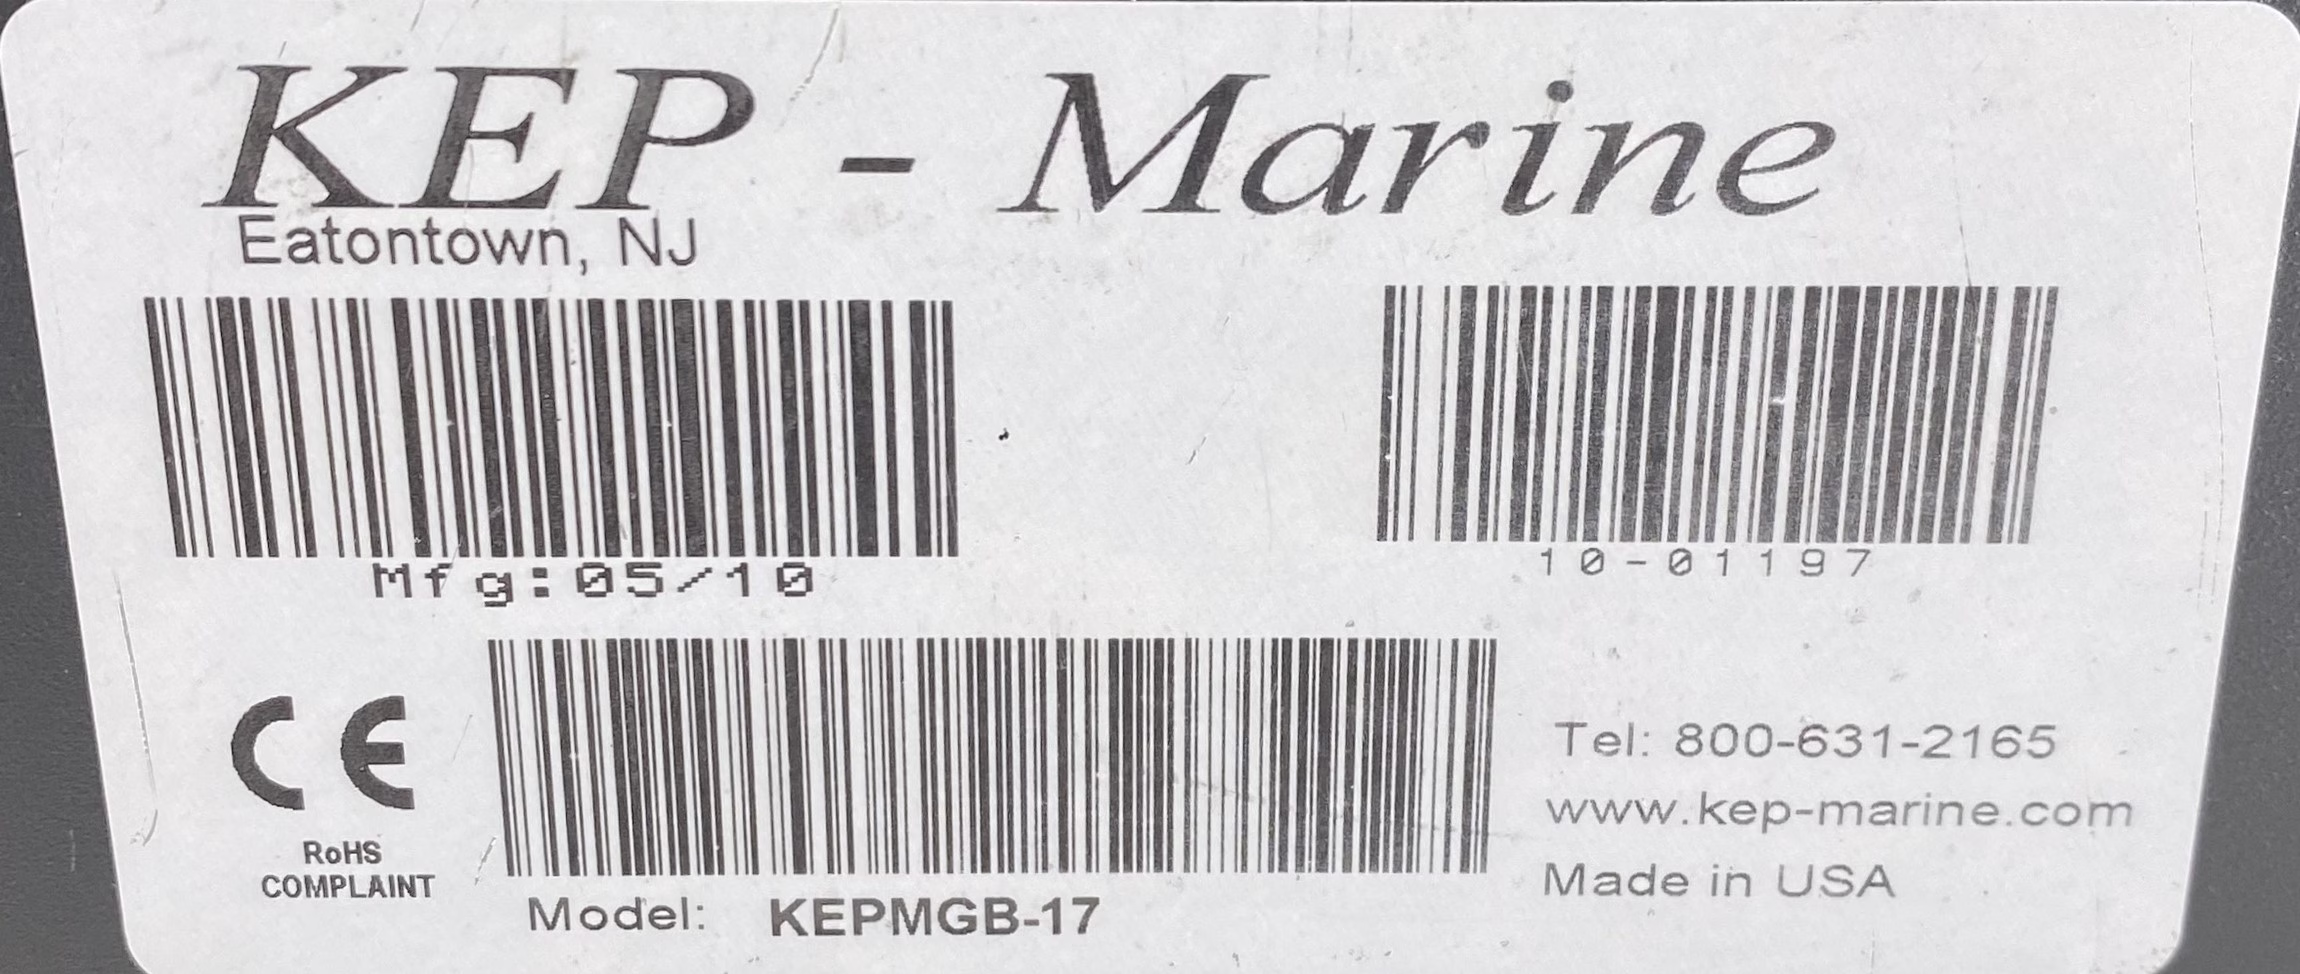 KEP - Marine
Eatontown, NJ
Mfg:05/10
10-01197
CE
RoHS
COMPLAINT
Model: KEPMGB-17
Tel: 800-631-2165
www.kep-marine.com
Made in USA